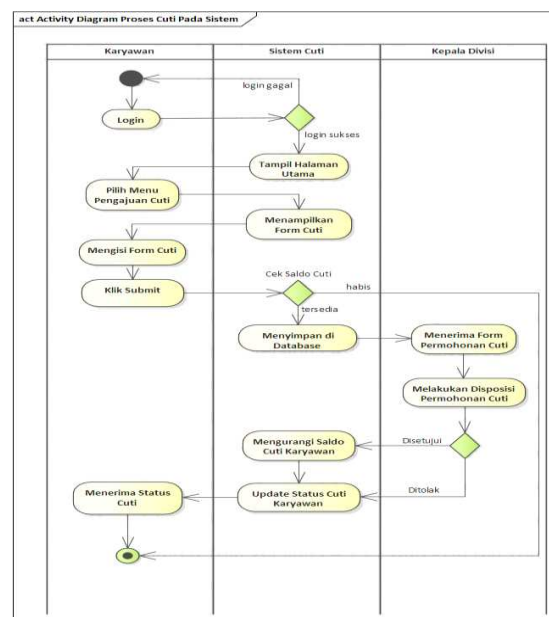 act Activity Diagram Proses Cuti Pada Sistem
Karyawan
Sistem Cuti
Kepala Divisi
login gagal
Login
login sukses
Tampil Halaman
Utama
Pilih Menu
Pengajuan Cuti
Menampilkan
Form Cuti
Mengisi Form Cuti
Klik Submit
Cek Saldo Cuti
habis
tersedia
Menyimpan di
Database
Menerima Form
Permohonan Cuti
Melakukan Disposisi
Permohonan Cuti
Mengurangi Saldo
Cuti Karyawan
Disetujui
Ditolak
Menerima Status
Cuti
Update Status Cuti
Karyawan